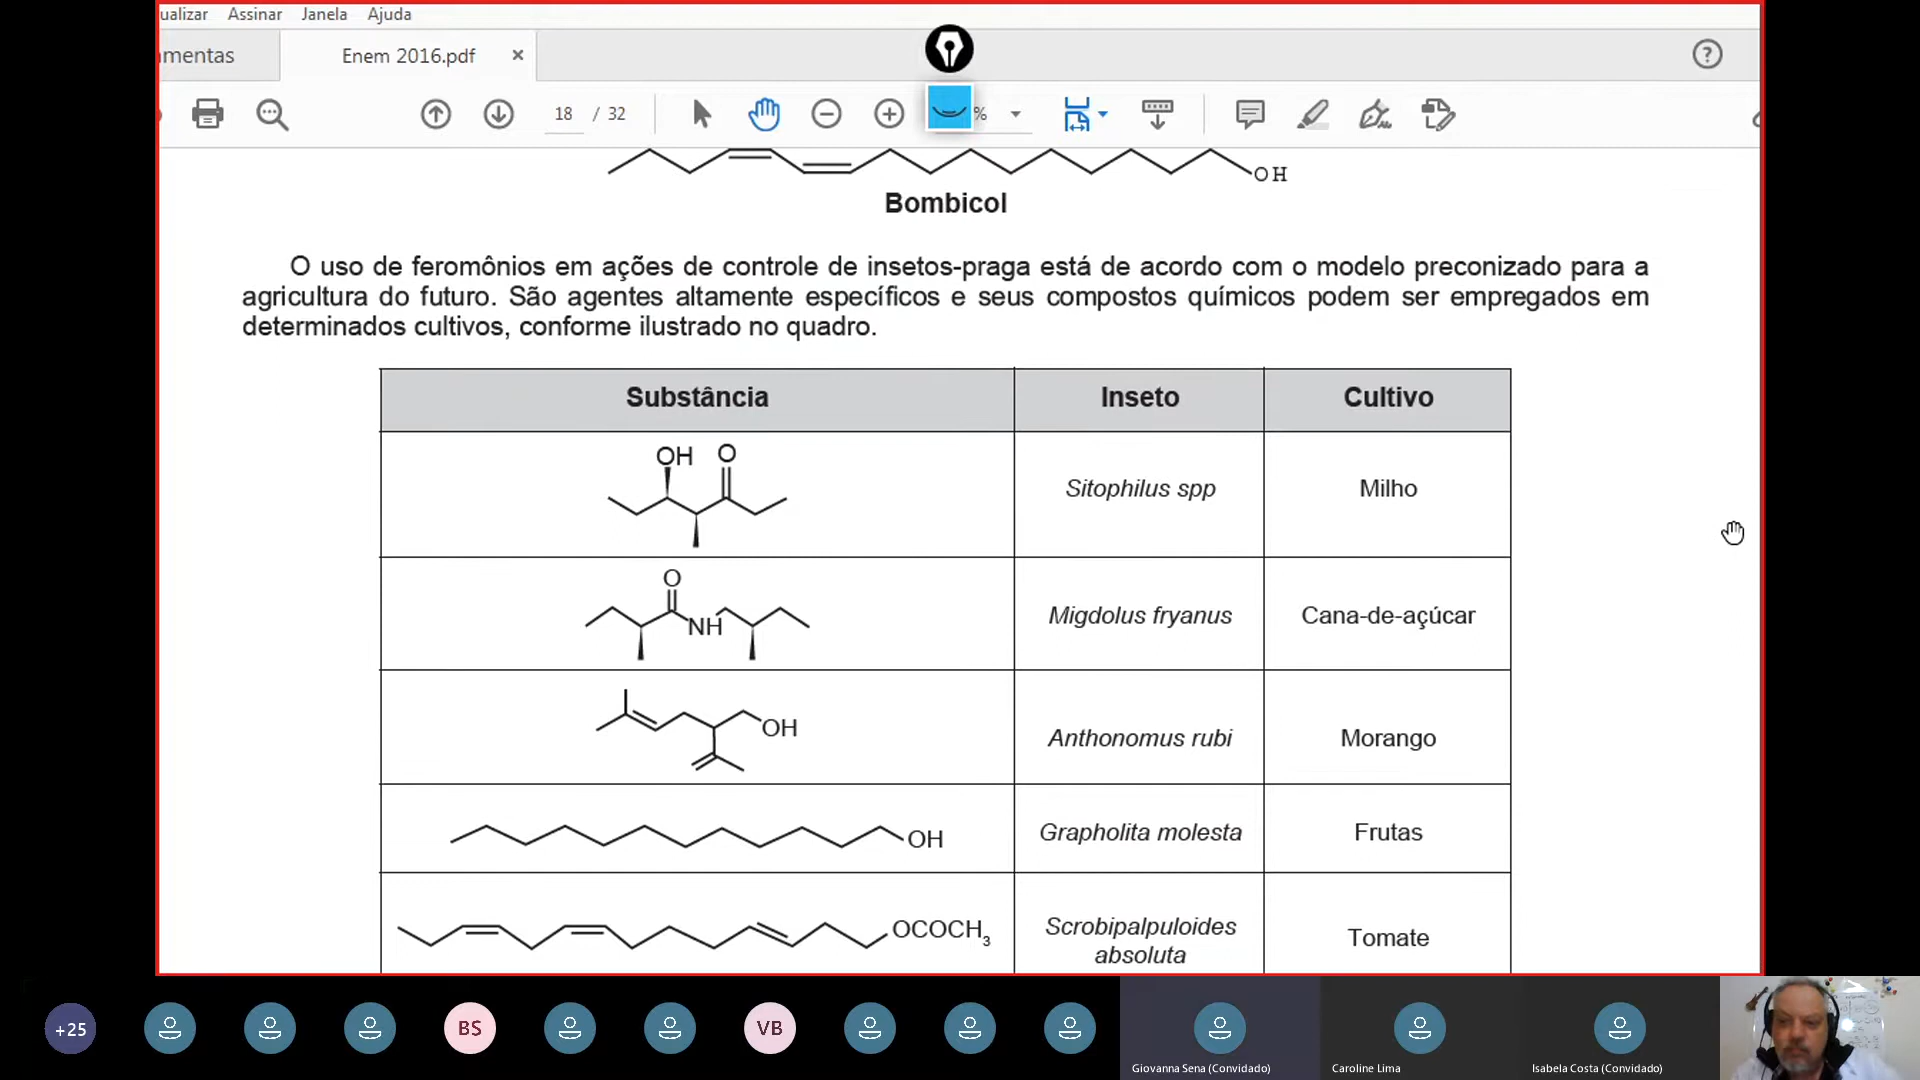 ualizar Assinar Janela Ajuda
mentas Enem 2016.pdf × ?
18 / 32 %
OH
Bombicol
O uso de feromônios em ações de controle de insetos-praga está de acordo com o modelo preconizado para a
agricultura do futuro. São agentes altamente específicos e seus compostos químicos podem ser empregados em
determinados cultivos, conforme ilustrado no quadro.
Substância Inseto Cultivo
OH O
Sitophilus spp Milho
O
NH
Migdolus fryanus Cana-de-açúcar
OH
Anthonomus rubi Morango
OH
Grapholita molesta Frutas
OCOCH₃
Scrobipalpuloides
absoluta
Tomate
+25 BS VB
Giovanna Sena (Convidado) Caroline Lima Isabela Costa (Convidado)